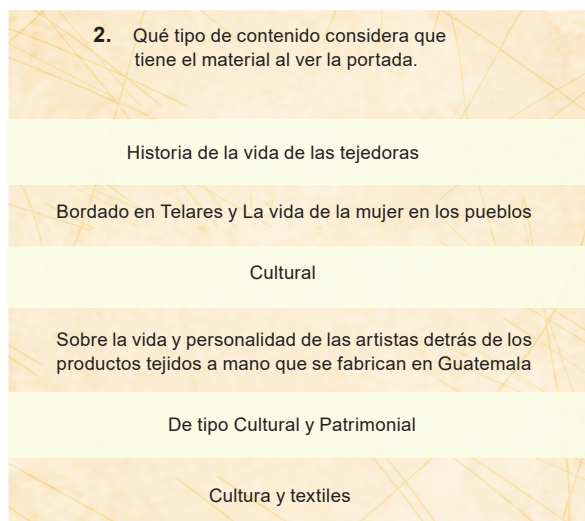 2. Qué tipo de contenido considera que
tiene el material al ver la portada.
Historia de la vida de las tejedoras
Bordado en Telares y La vida de la mujer en los pueblos
Cultural
Sobre la vida y personalidad de las artistas detrás de los
productos tejidos a mano que se fabrican en Guatemala
De tipo Cultural y Patrimonial
Cultura y textiles